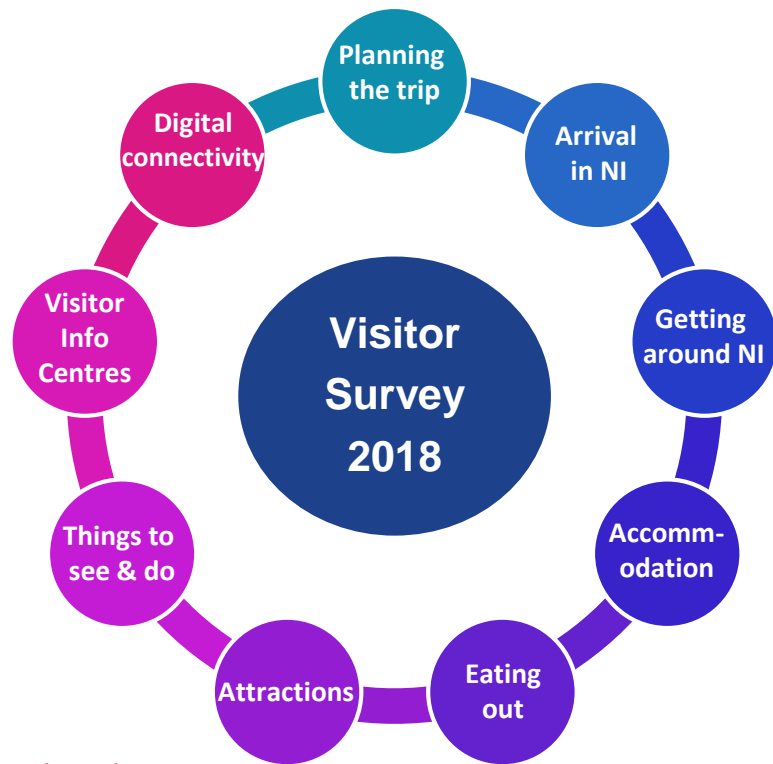 Planning
the trip
Arrival
in NI
Getting
around NI
Accomm-
odation
Eating
out
Attractions
Things to
see & do
Visitor
Info
Centres
Digital
connectivity
Visitor
Survey
2018